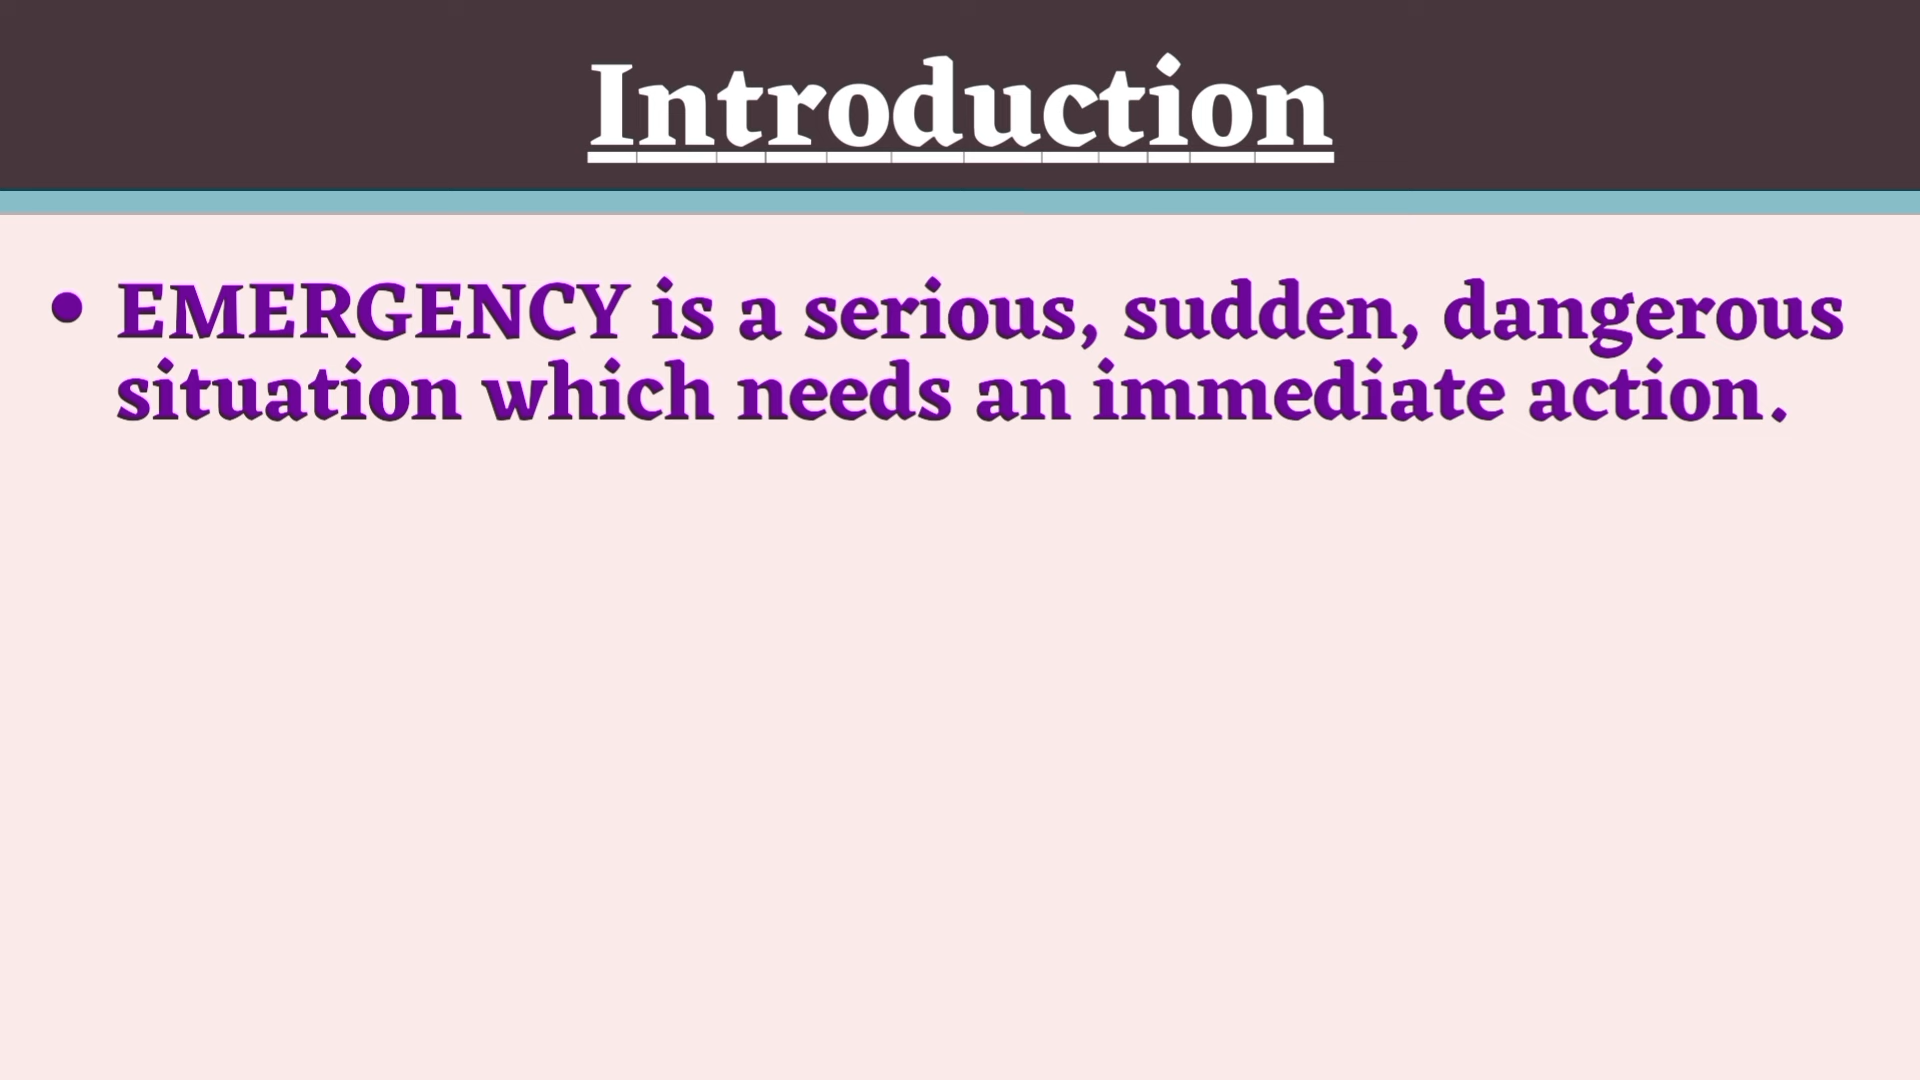 Introduction
• EMERGENCY is a serious, sudden, dangerous
situation which needs an immediate action.